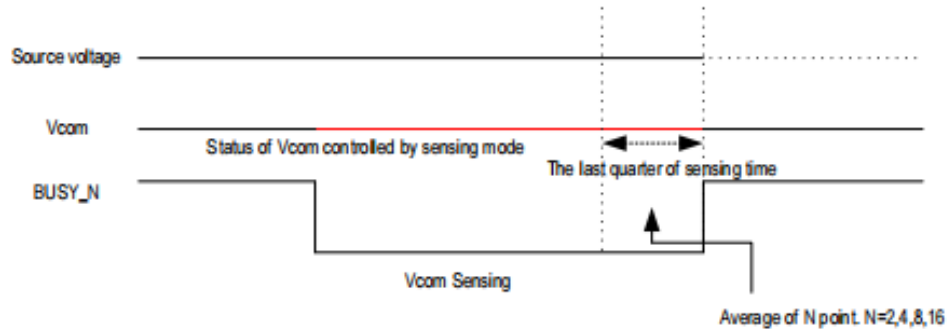 Source voltage
Vcom
Status of Vcom controlled by sensing mode
The last quarter of sensing time
BUSY_N
Vcom Sensing
Average of N point. N=2,4,8,16